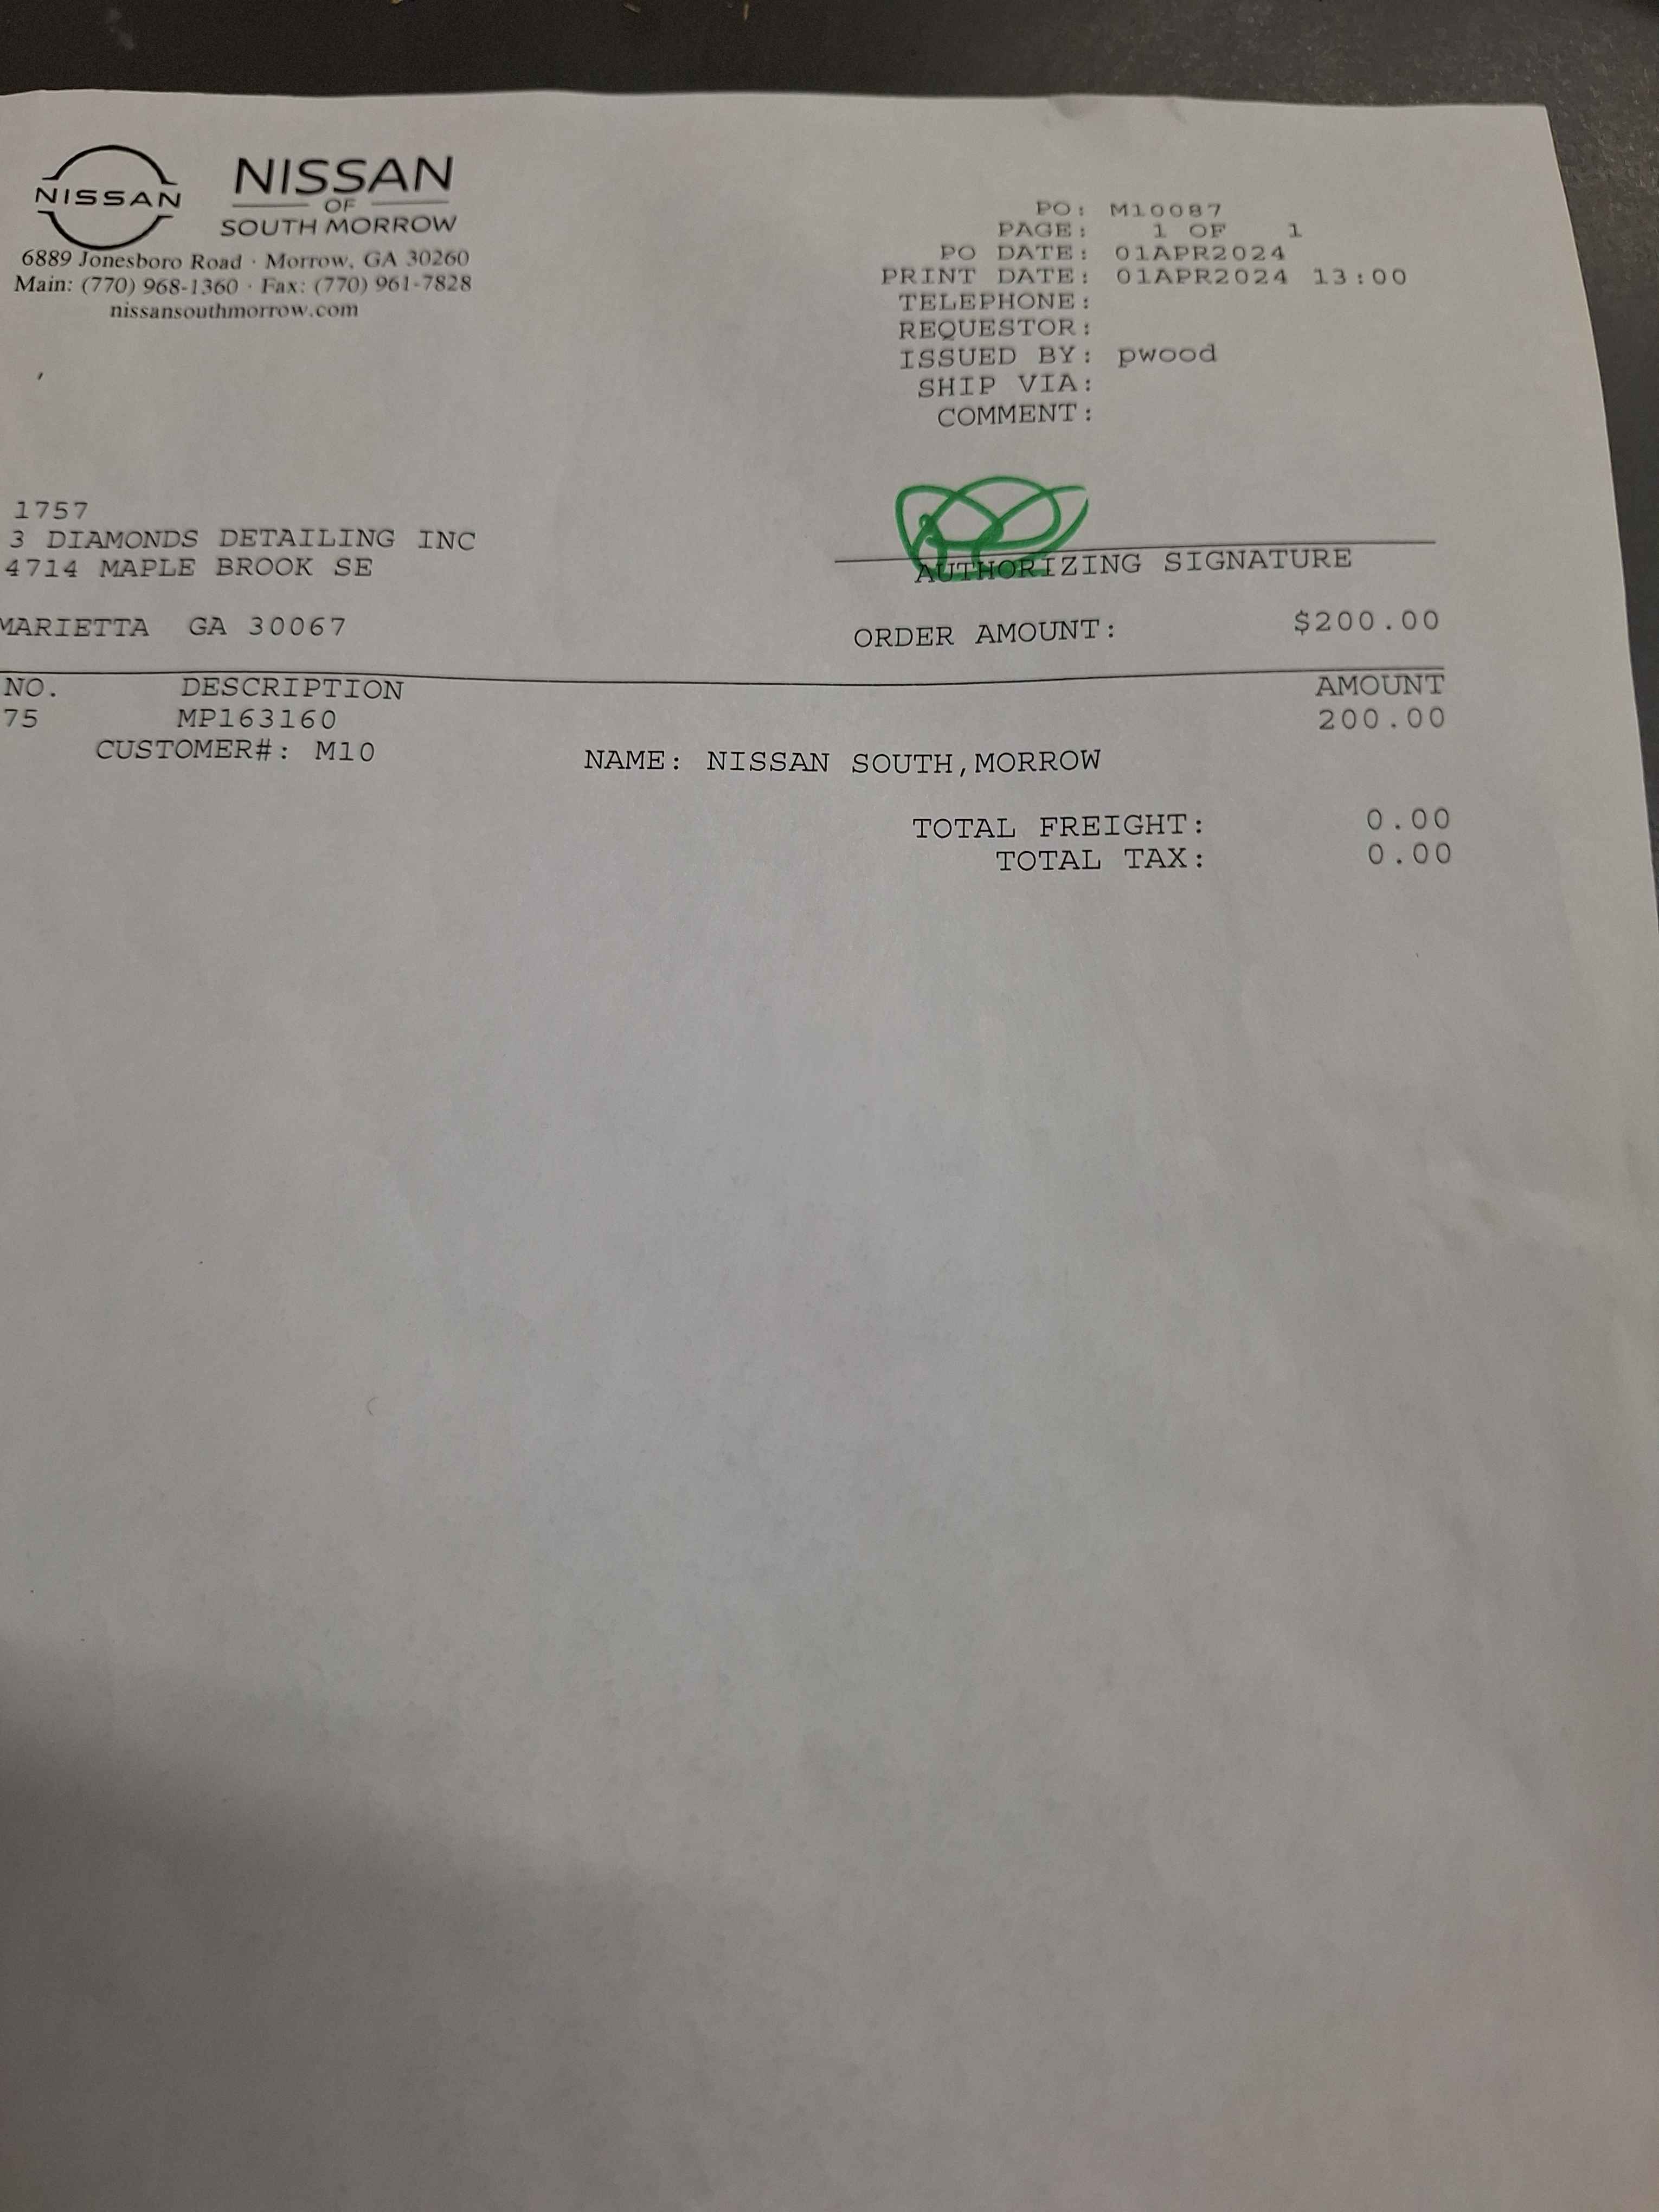 NISSAN
NISSAN
OF
SOUTH MORROW
6889 Jonesboro Road · Morrow, GA 30260
Main: (770) 968-1360 · Fax: (770) 961-7828
nissansouthmorrow.com
PO: M10087
PAGE: 1 OF 1
PO DATE: 01APR2024
PRINT DATE: 01APR2024 13:00
TELEPHONE:
REQUESTOR:
ISSUED BY: pwood
SHIP VIA:
COMMENT:
1757
3 DIAMONDS DETAILING INC
4714 MAPLE BROOK SE
MARIETTA GA 30067
AUTHORIZING SIGNATURE
ORDER AMOUNT: $200.00
NO. DESCRIPTION AMOUNT
75 MP163160 200.00
CUSTOMER#: M10 NAME: NISSAN SOUTH,MORROW
TOTAL FREIGHT: 0.00
TOTAL TAX: 0.00